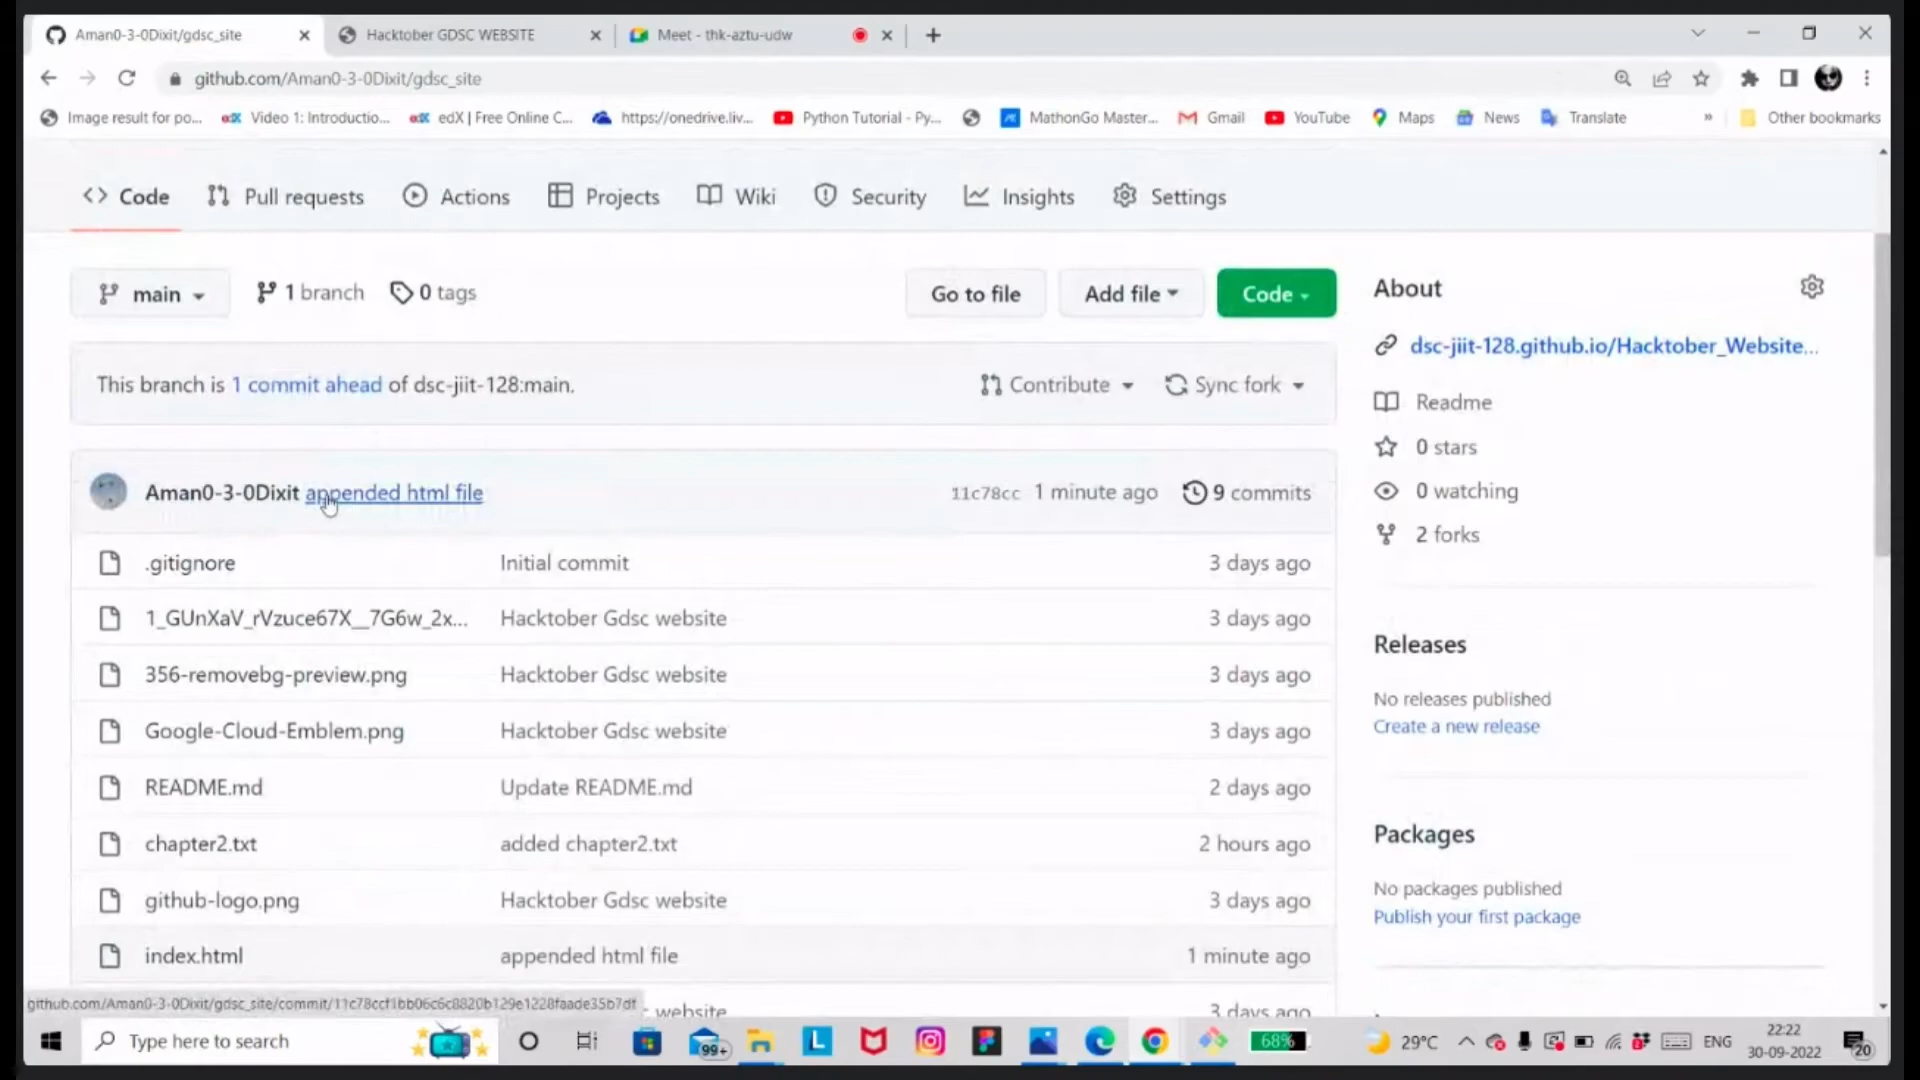 Aman0-3-0Dixit/gdsc_site
Hacktober GDSC WEBSITE
Meet - thk-aztu-udw
github.com/Aman0-3-0Dixit/gdsc_site
Image result for po...
Video 1: Introductio...
edX | Free Online C...
https://onedrive.liv...
Python Tutorial - Py...
MathonGo Master...
Gmail
YouTube
Maps
News
Translate
»
Other bookmarks
Code
Pull requests
Actions
Projects
Wiki
Security
Insights
Settings
main
1 branch
0 tags
Go to file
Add file
Code
About
dsc-jiit-128.github.io/Hacktober_Website...
This branch is 1 commit ahead of dsc-jiit-128:main.
Contribute
Sync fork
Readme
0 stars
0 watching
2 forks
Aman0-3-0Dixit appended html file
11c78cc 1 minute ago
9 commits
.gitignore
Initial commit
3 days ago
1_GUnXaV_rVzuce67X__7G6w_2x...
Hacktober Gdsc website
3 days ago
356-removebg-preview.png
Hacktober Gdsc website
3 days ago
Google-Cloud-Emblem.png
Hacktober Gdsc website
3 days ago
README.md
Update README.md
2 days ago
chapter2.txt
added chapter2.txt
2 hours ago
github-logo.png
Hacktober Gdsc website
3 days ago
index.html
appended html file
1 minute ago
Releases
No releases published
Create a new release
Packages
No packages published
Publish your first package
c website
3 days ago
Type here to search
99+
L
68%
29°C
ENG
22:22
30-09-2022
20